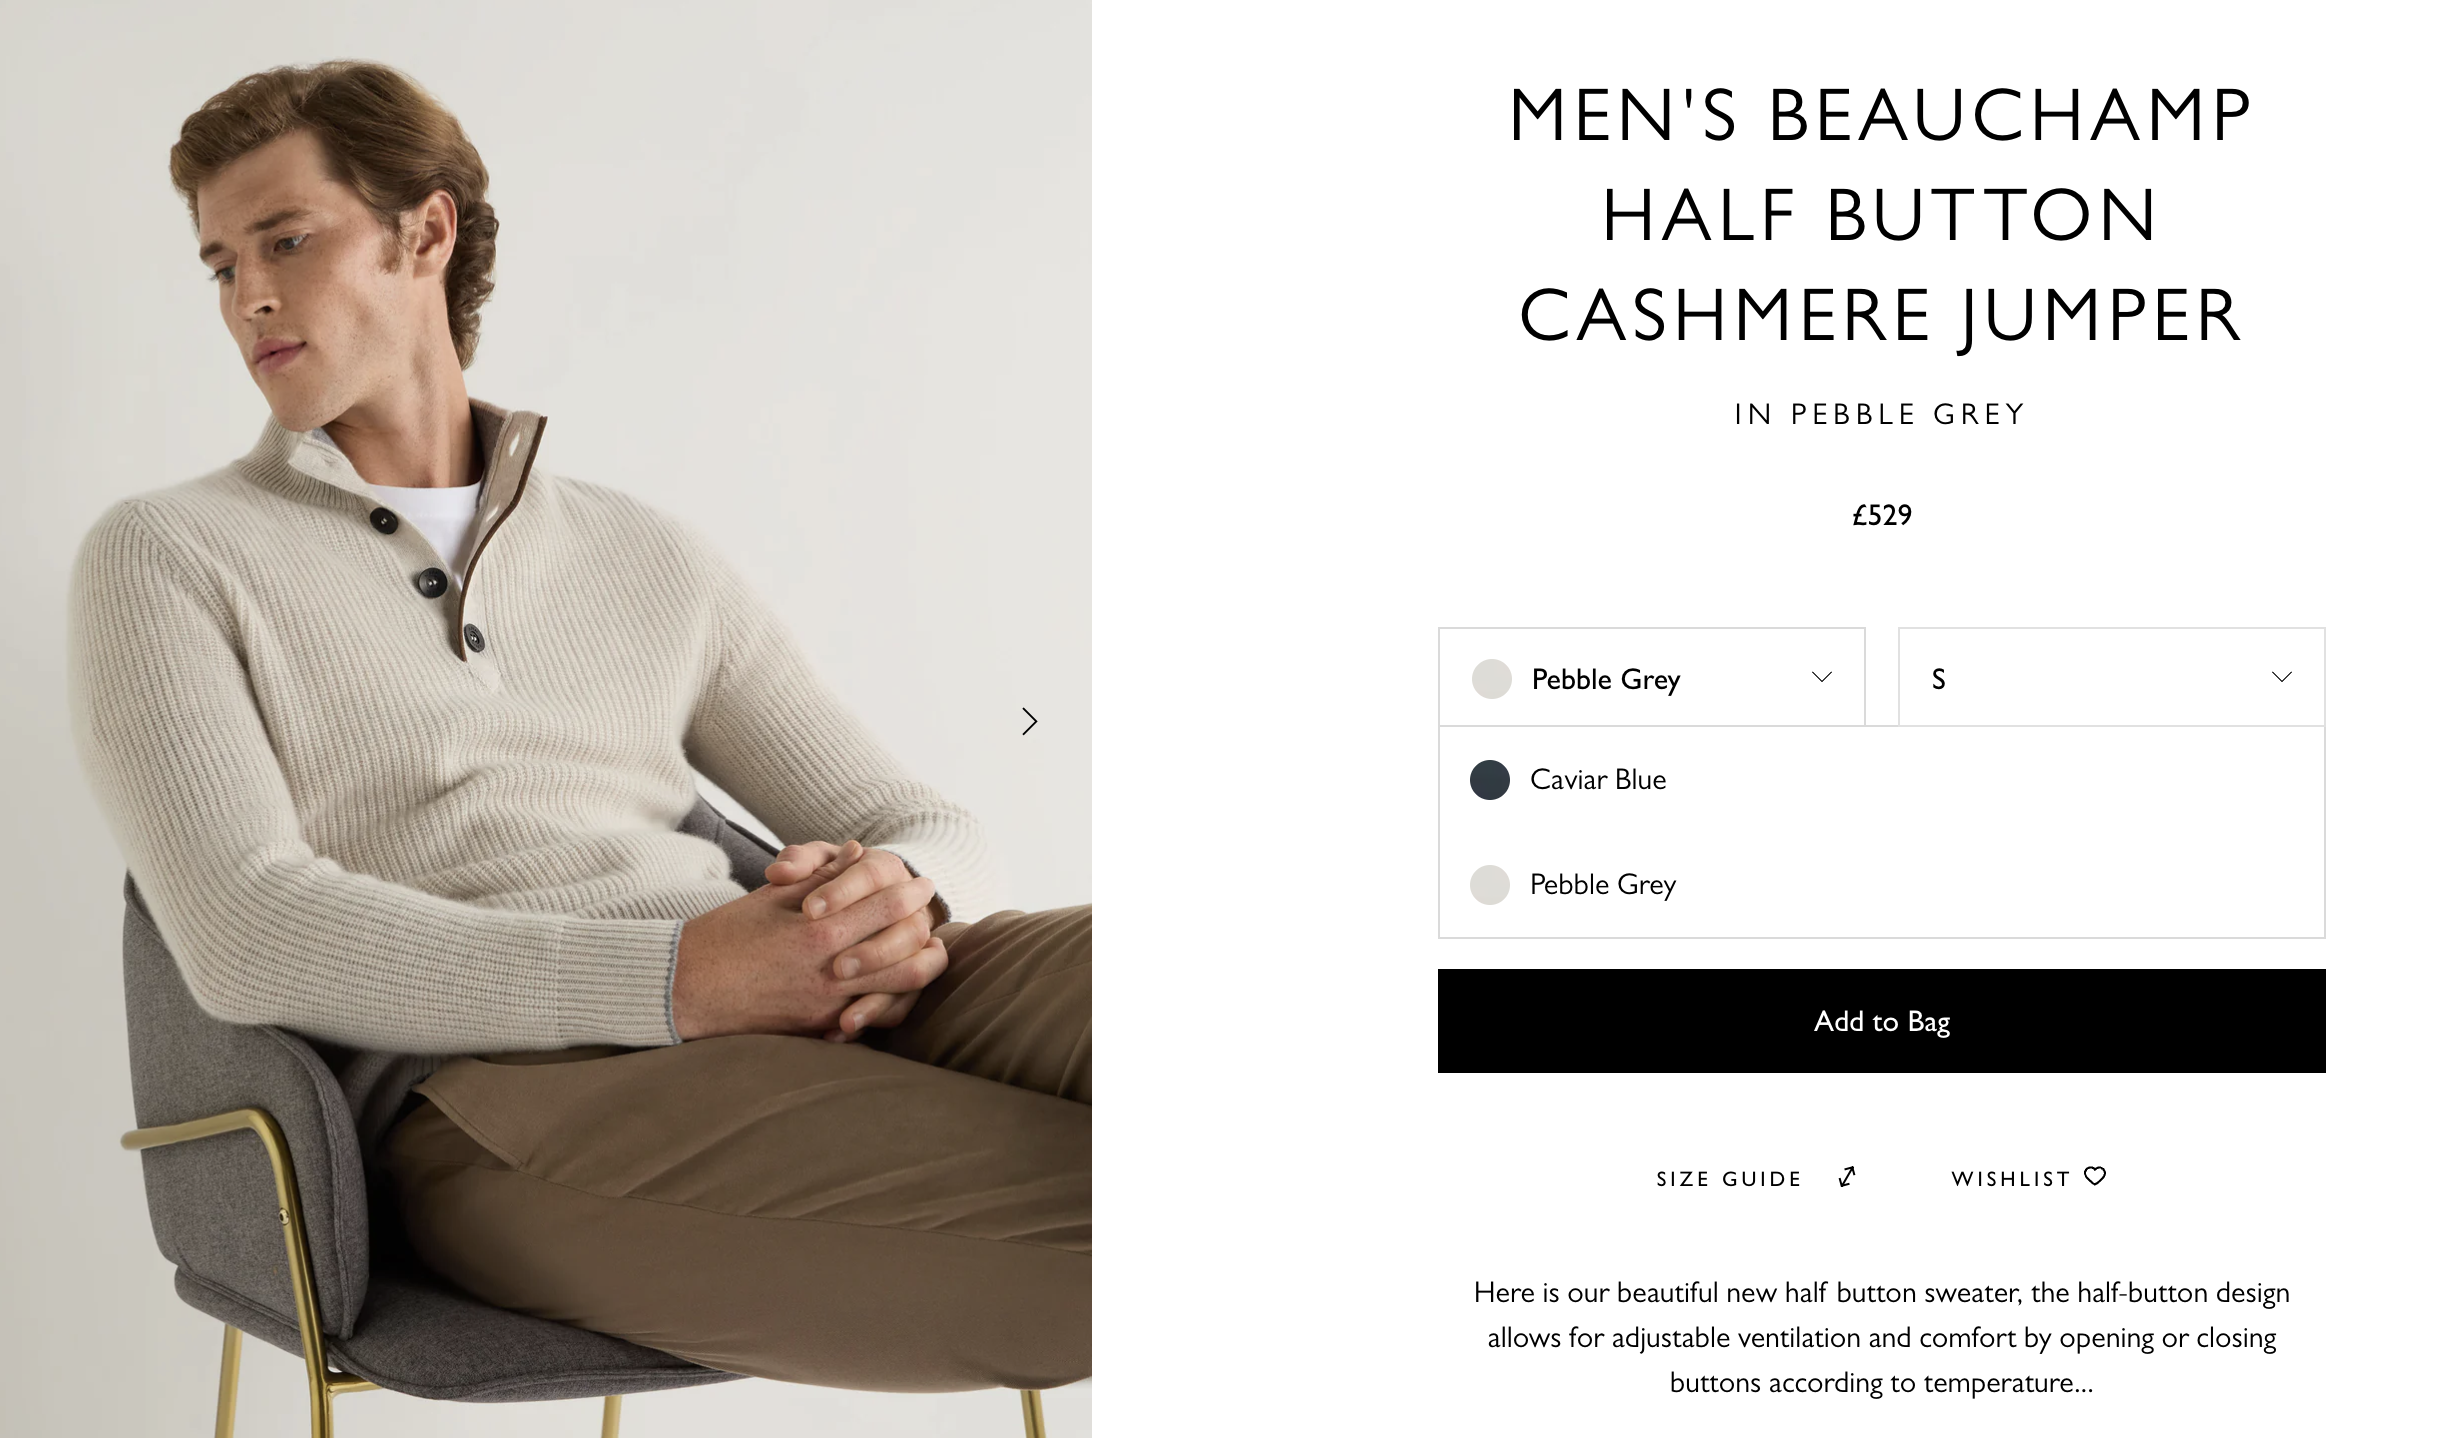 MEN'S BEAUCHAMP
HALF BUTTON
CASHMERE JUMPER
IN PEBBLE GREY
£529
Pebble Grey
S
Caviar Blue
Pebble Grey
Add to Bag
SIZE GUIDE
WISHLIST
Here is our beautiful new half button sweater, the half-button design
allows for adjustable ventilation and comfort by opening or closing
buttons according to temperature...